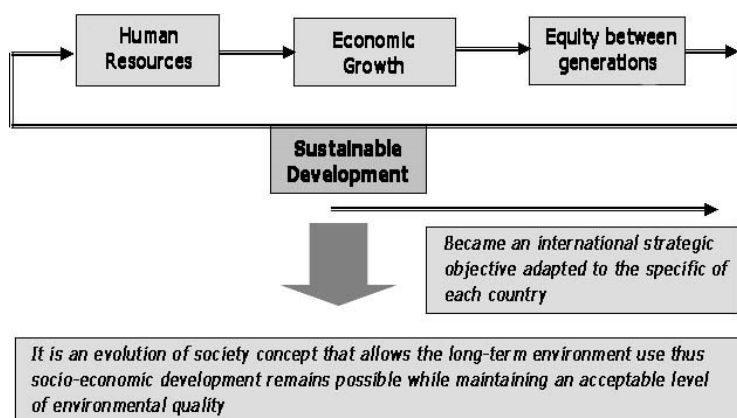 Human
Resources
Economic
Growth
Equity between
generations
Sustainable
Development
Became an international strategic
objective adapted to the specific of
each country
It is an evolution of society concept that allows the long-term environment use thus
socio-economic development remains possible while maintaining an acceptable level
of environmental quality